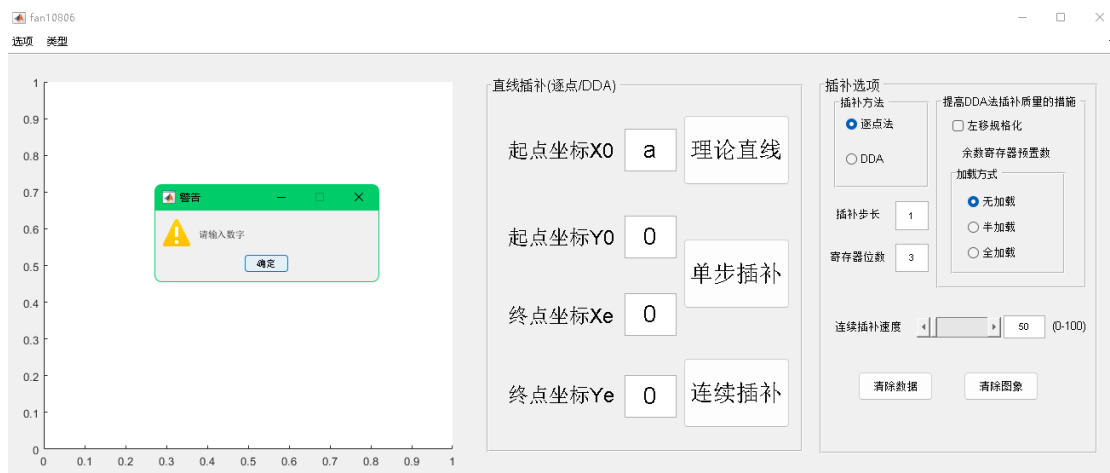 fan10806
选项 类型
1
0.9
0.8
0.7
0.6
0.5
0.4
0.3
0.2
0.1
0
0 0.1 0.2 0.3 0.4 0.5 0.6 0.7 0.8 0.9 1
警告
请输入数字
确定
直线插补(逐点/DDA)
起点坐标X0 a 理论直线
起点坐标Y0 0
单步插补
终点坐标Xe 0
终点坐标Ye 0 连续插补
插补选项
插补方法
逐点法
DDA
提高DDA法插补质量的措施
左移规格化
余数寄存器预置数
加载方式
无加载
半加载
全加载
插补步长 1
寄存器位数 3
连续插补速度 50 (0-100)
清除数据 清除图象